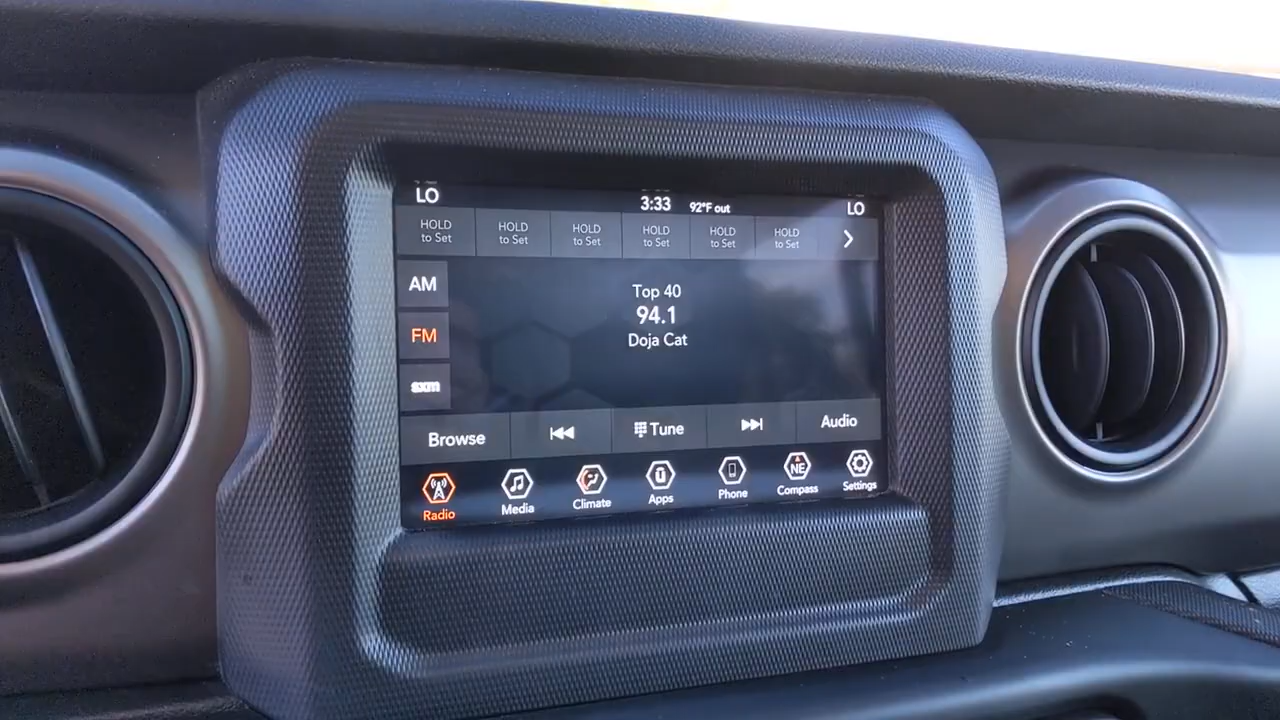 LO 3:33 92°F out LO
HOLD HOLD HOLD HOLD HOLD HOLD
to Set to Set to Set to Set to Set to Set
AM
FM
sxm
Top 40
94.1
Doja Cat
Browse Tune Audio
Radio Media Climate Apps Phone NE Compass Settings